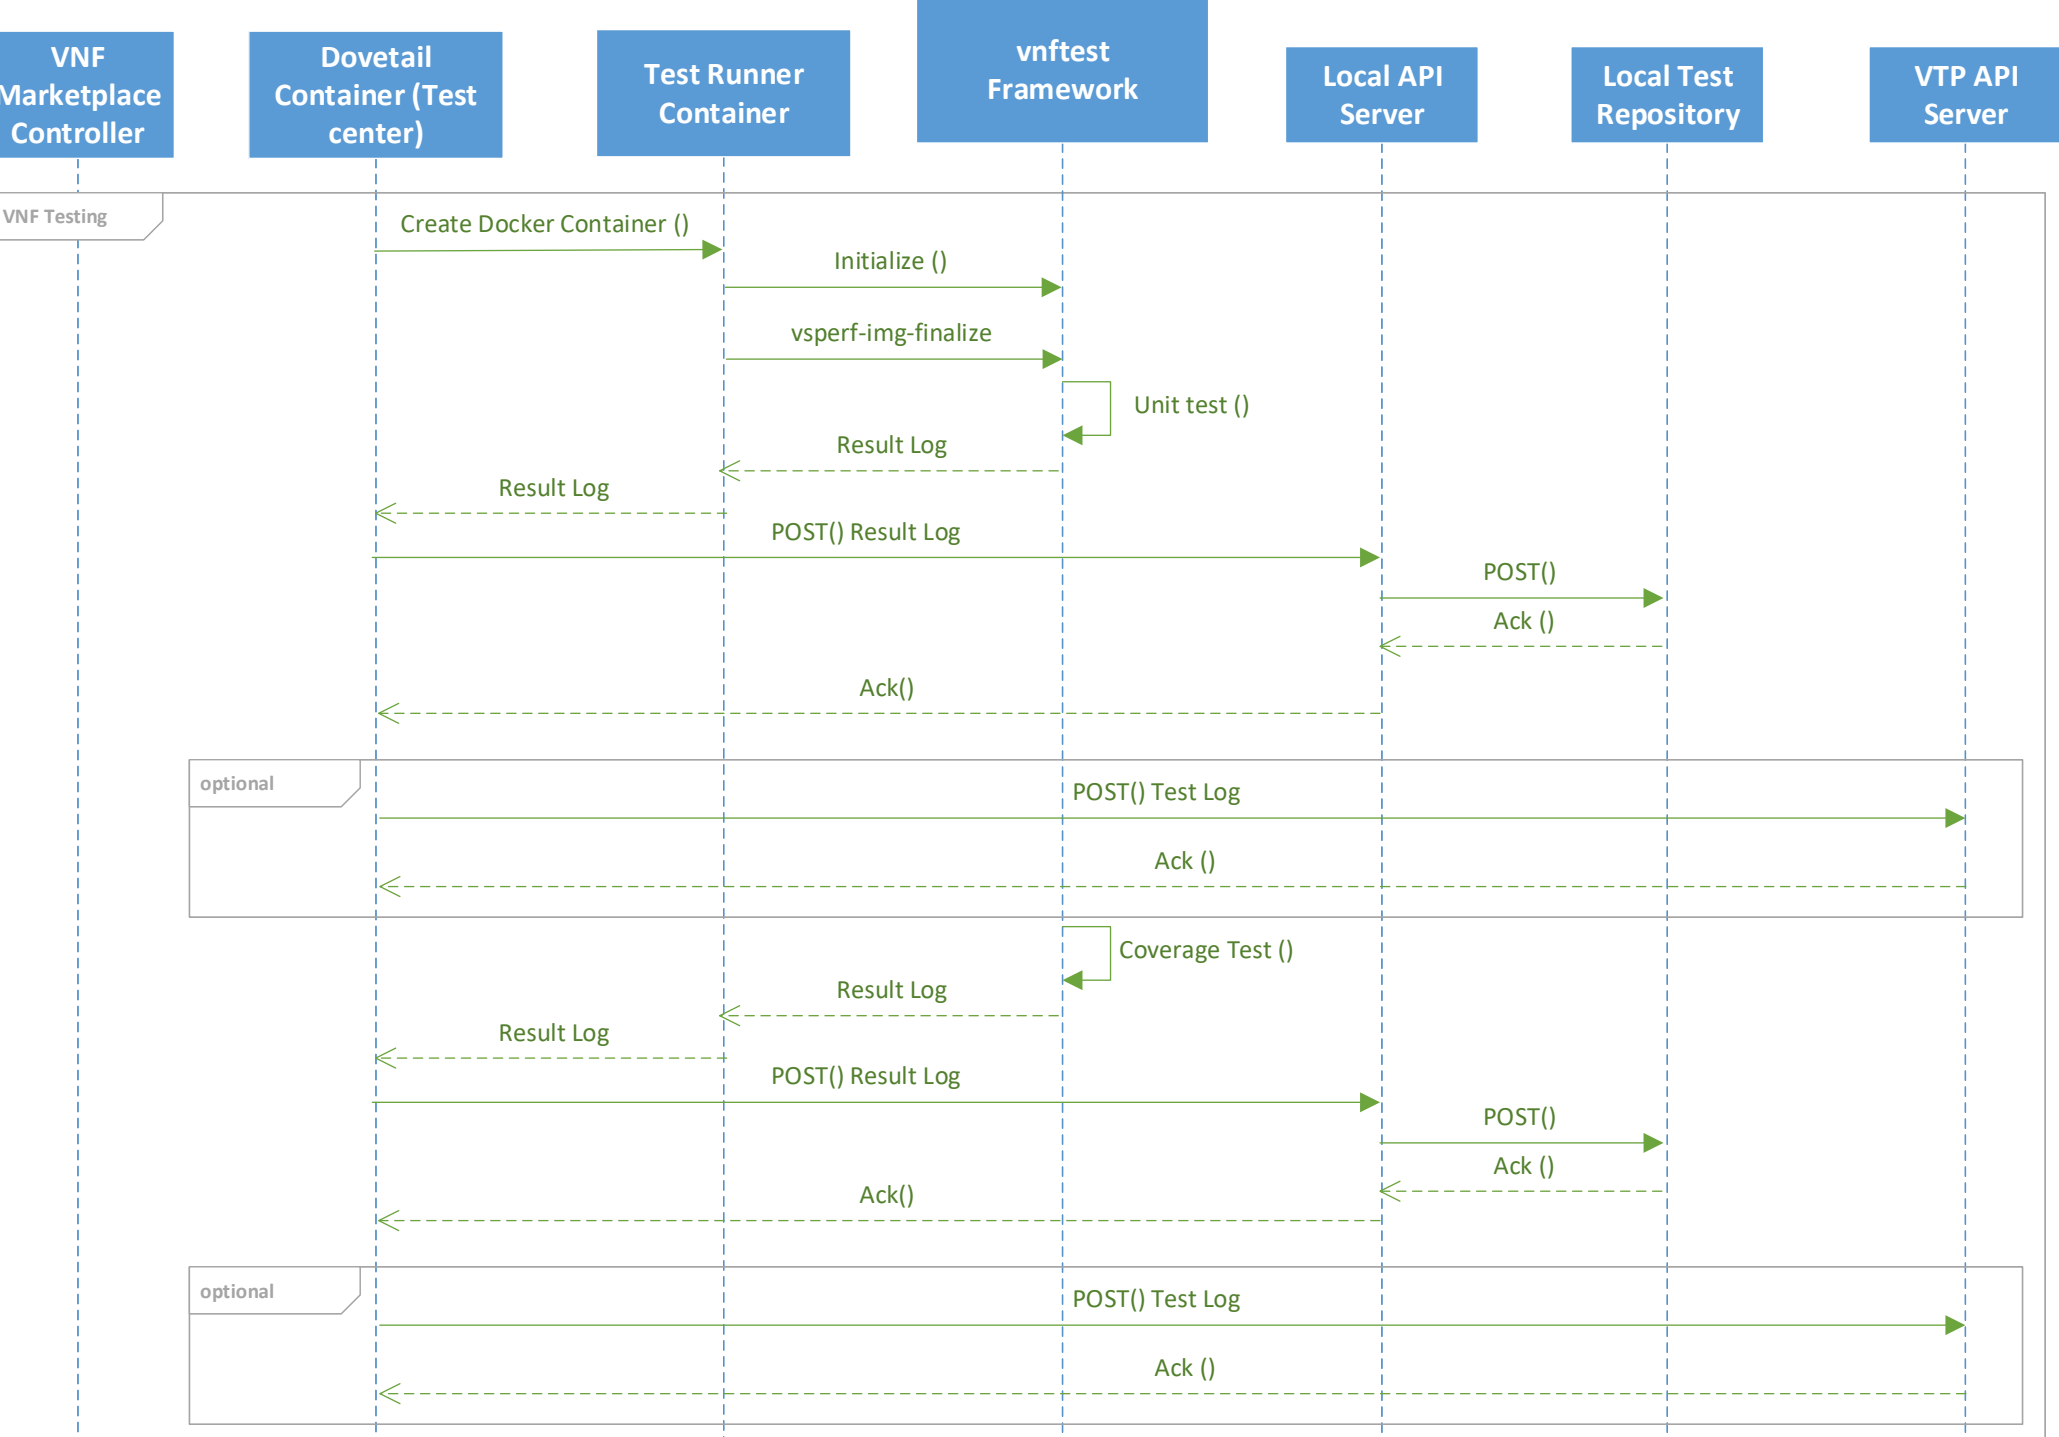 VNF
Marketplace
Controller
Dovetail
Container (Test
center)
Test Runner
Container
vnftest
Framework
Local API
Server
Local Test
Repository
VTP API
Server
VNF Testing
Create Docker Container ()
Initialize ()
vsperf-img-finalize
Unit test ()
Result Log
Result Log
POST() Result Log
POST()
Ack ()
Ack()
optional
POST() Test Log
Ack ()
Coverage Test ()
Result Log
Result Log
POST() Result Log
POST()
Ack ()
Ack()
optional
POST() Test Log
Ack ()